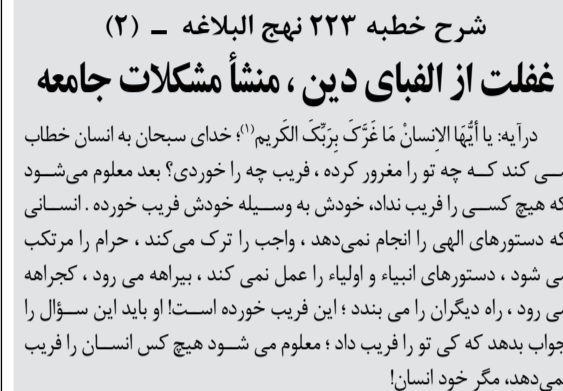 شرح خطبه ۲۲۳ نهج البلاغه ـ (۲)
غفلت از الفبای دین ، منشأ مشکلات جامعه
درآیه: یا أیُّهَا الاِنسانْ مَا غَرَّکَ بِرَبِّکَ الکَریم(۱)؛ خدای سبحان به انسان خطاب
می کند که چه تو را مغرور کرده ، فریب چه را خوردی؟ بعد معلوم می‌شود
که هیچ کسی را فریب نداد، خودش به وسیله خودش فریب خورده . انسانی
که دستورهای الهی را انجام نمی‌دهد ، واجب را ترک می‌کند ، حرام را مرتکب
می شود ، دستورهای انبیاء و اولیاء را عمل نمی کند ، بیراهه می رود ، کجراهه
می رود ، راه دیگران را می بندد ؛ این فریب خورده است! او باید این سؤال را
جواب بدهد که کی تو را فریب داد ؛ معلوم می شود هیچ کس انسان را فریب
نمی‌دهد، مگر خود انسان!